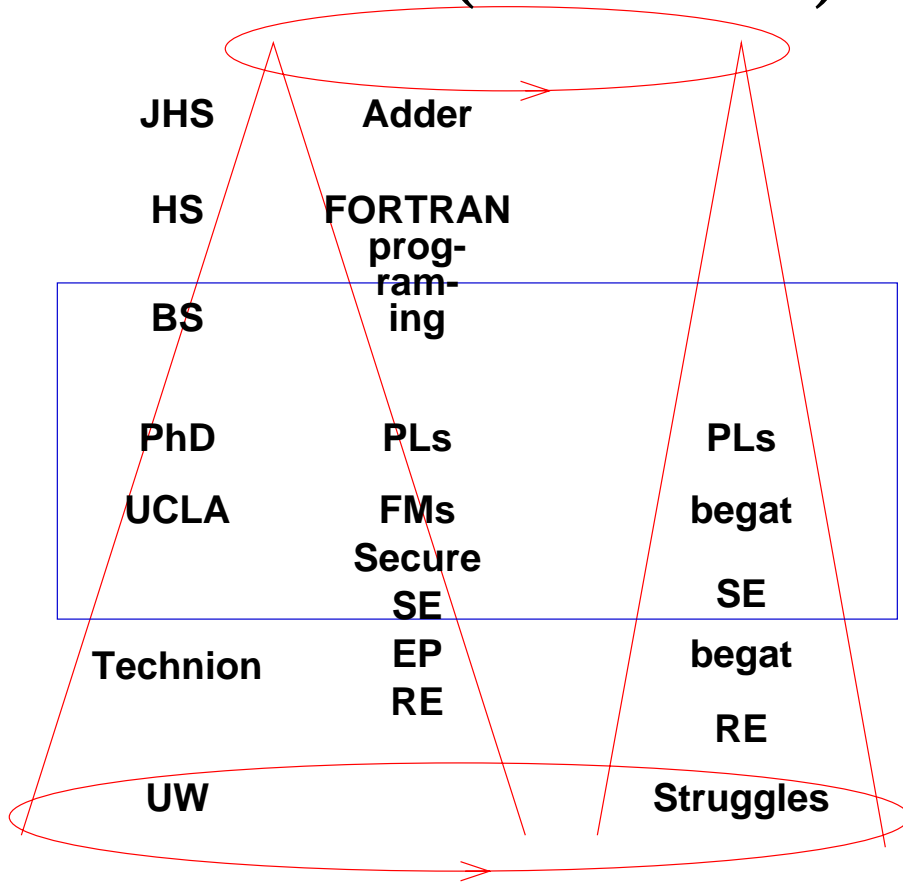 JHS Adder
HS FORTRAN
prog-
ram-
BS ing
PhD PLs PLs
UCLA FMs begat
Secure
SE SE
Technion EP begat
RE RE
UW Struggles